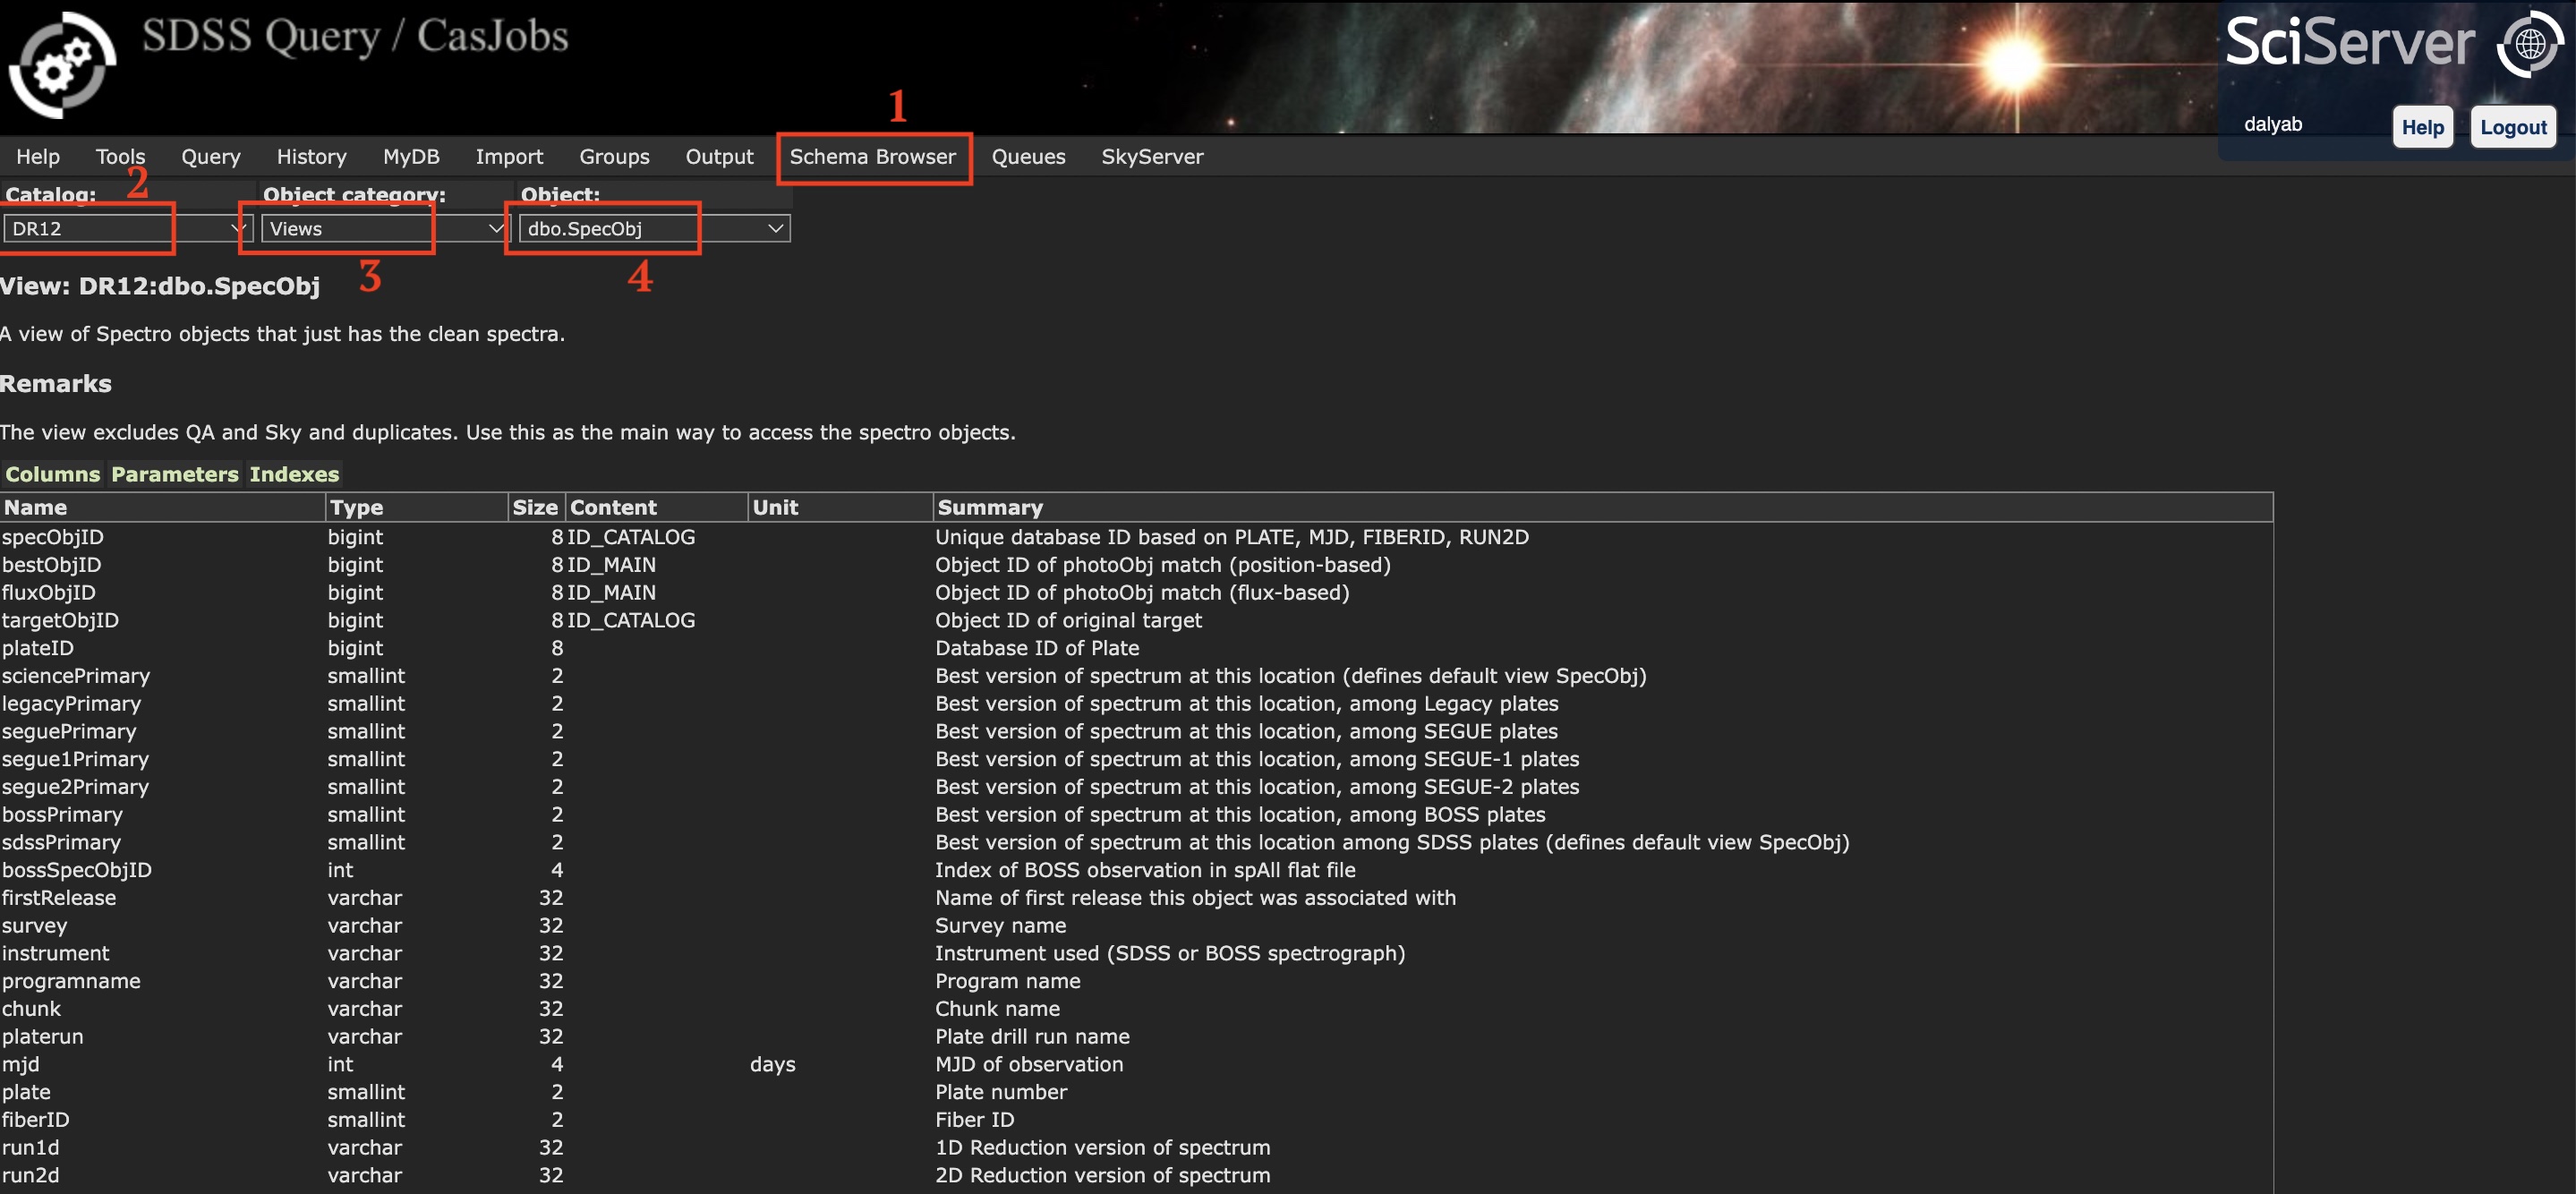 SDSS Query / CasJobs
SciServer
dalyab Help Logout
1
Help Tools Query History MyDB Import Groups Output Schema Browser Queues SkyServer
2
Catalog: Object category: Object:
DR12 Views dbo.SpecObj
3 4
View: DR12:dbo.SpecObj
A view of Spectro objects that just has the clean spectra.
Remarks
The view excludes QA and Sky and duplicates. Use this as the main way to access the spectro objects.
Columns Parameters Indexes
Name Type Size Content Unit Summary
specObjID bigint 8 ID_CATALOG Unique database ID based on PLATE, MJD, FIBERID, RUN2D
bestObjID bigint 8 ID_MAIN Object ID of photoObj match (position-based)
fluxObjID bigint 8 ID_MAIN Object ID of photoObj match (flux-based)
targetObjID bigint 8 ID_CATALOG Object ID of original target
plateID bigint 8 Database ID of Plate
sciencePrimary smallint 2 Best version of spectrum at this location (defines default view SpecObj)
legacyPrimary smallint 2 Best version of spectrum at this location, among Legacy plates
seguePrimary smallint 2 Best version of spectrum at this location, among SEGUE plates
segue1Primary smallint 2 Best version of spectrum at this location, among SEGUE-1 plates
segue2Primary smallint 2 Best version of spectrum at this location, among SEGUE-2 plates
bossPrimary smallint 2 Best version of spectrum at this location, among BOSS plates
sdssPrimary smallint 2 Best version of spectrum at this location among SDSS plates (defines default view SpecObj)
bossSpecObjID int 4 Index of BOSS observation in spAll flat file
firstRelease varchar 32 Name of first release this object was associated with
survey varchar 32 Survey name
instrument varchar 32 Instrument used (SDSS or BOSS spectrograph)
programname varchar 32 Program name
chunk varchar 32 Chunk name
platerun varchar 32 Plate drill run name
mjd int 4 days MJD of observation
plate smallint 2 Plate number
fiberID smallint 2 Fiber ID
run1d varchar 32 1D Reduction version of spectrum
run2d varchar 32 2D Reduction version of spectrum